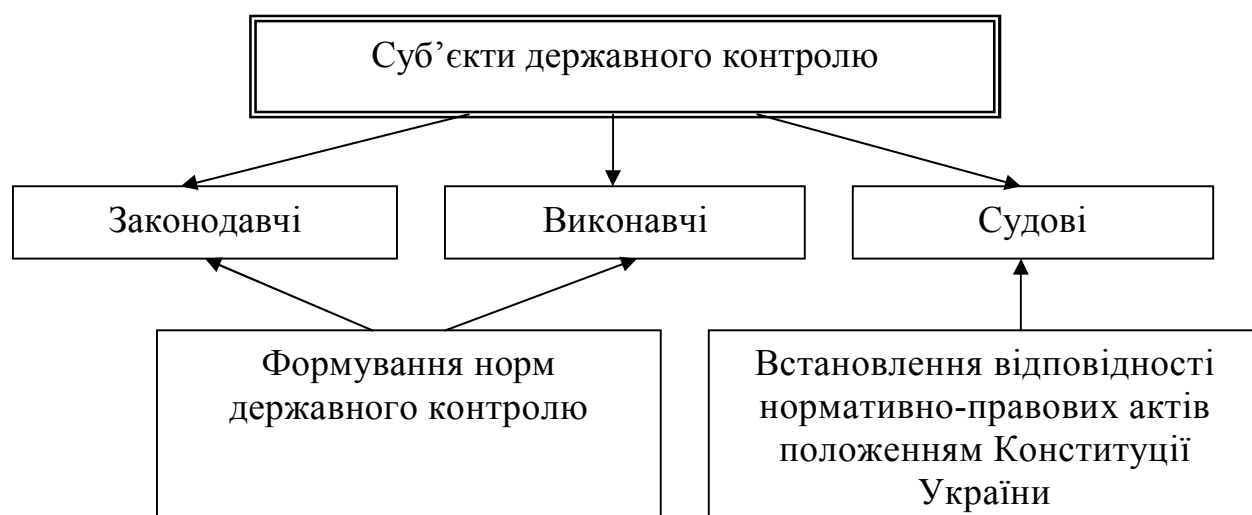 Суб’єкти державного контролю
Законодавчі
Виконавчі
Судові
Формування норм
державного контролю
Встановлення відповідності
нормативно-правових актів
положенням Конституції
України